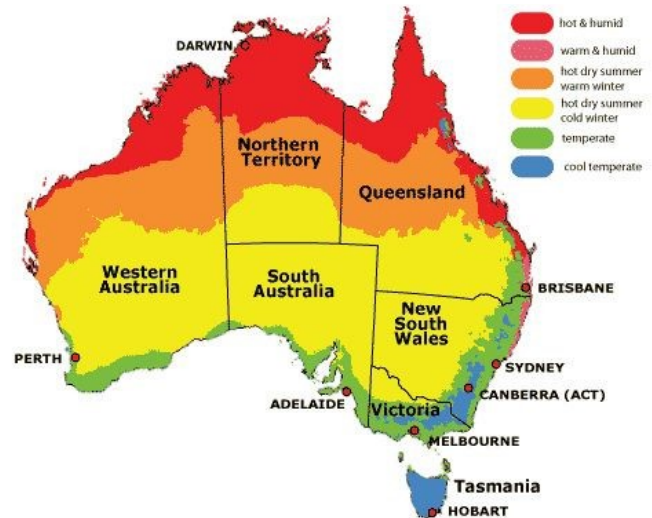 hot & humid
warm & humid
hot dry summer
warm winter
hot dry summer
cold winter
temperate
cool temperate
DARWIN
Northern
Territory
Queensland
Western
Australia
South
Australia
BRISBANE
New
South
Wales
PERTH
SYDNEY
CANBERRA (ACT)
ADELAIDE
Victoria
MELBOURNE
Tasmania
HOBART